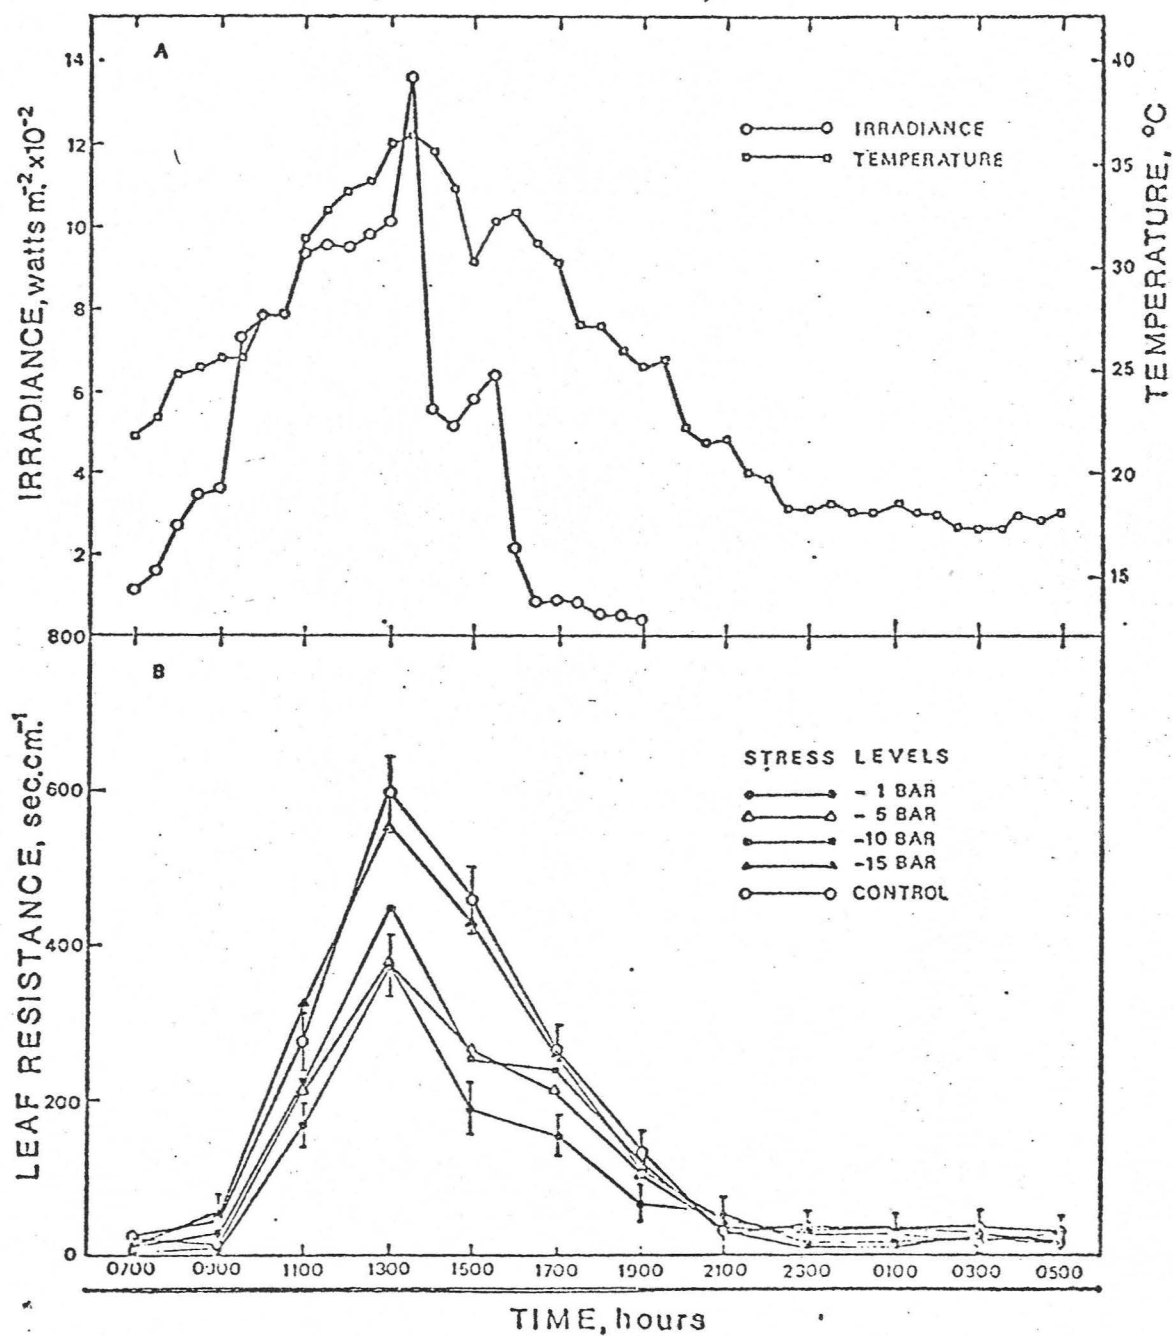 A
IRRADIANCE, watts m.⁻² x10⁻²
14
12
10
8
6
4
2
TEMPERATURE, °C
40
35
30
25
20
15
IRRADIANCE
TEMPERATURE
B
LEAF RESISTANCE, sec.cm.⁻¹
800
600
400
200
0
STRESS LEVELS
- 1 BAR
- 5 BAR
-10 BAR
-15 BAR
CONTROL
0700 0900 1100 1300 1500 1700 1900 2100 2300 0100 0300 0500
TIME, hours